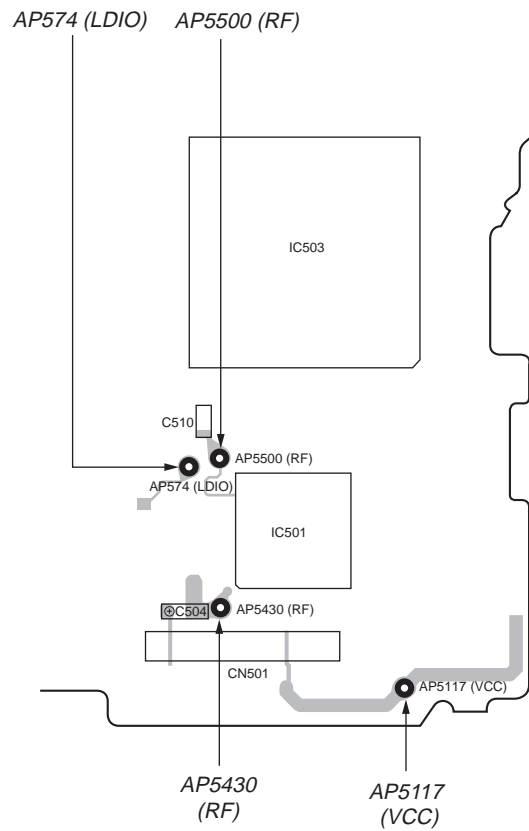 AP574 (LDIO)
AP5500 (RF)
IC503
C510
AP5500 (RF)
AP574 (LDIO)
IC501
C504
AP5430 (RF)
CN501
AP5117 (VCC)
AP5430
(RF)
AP5117
(VCC)